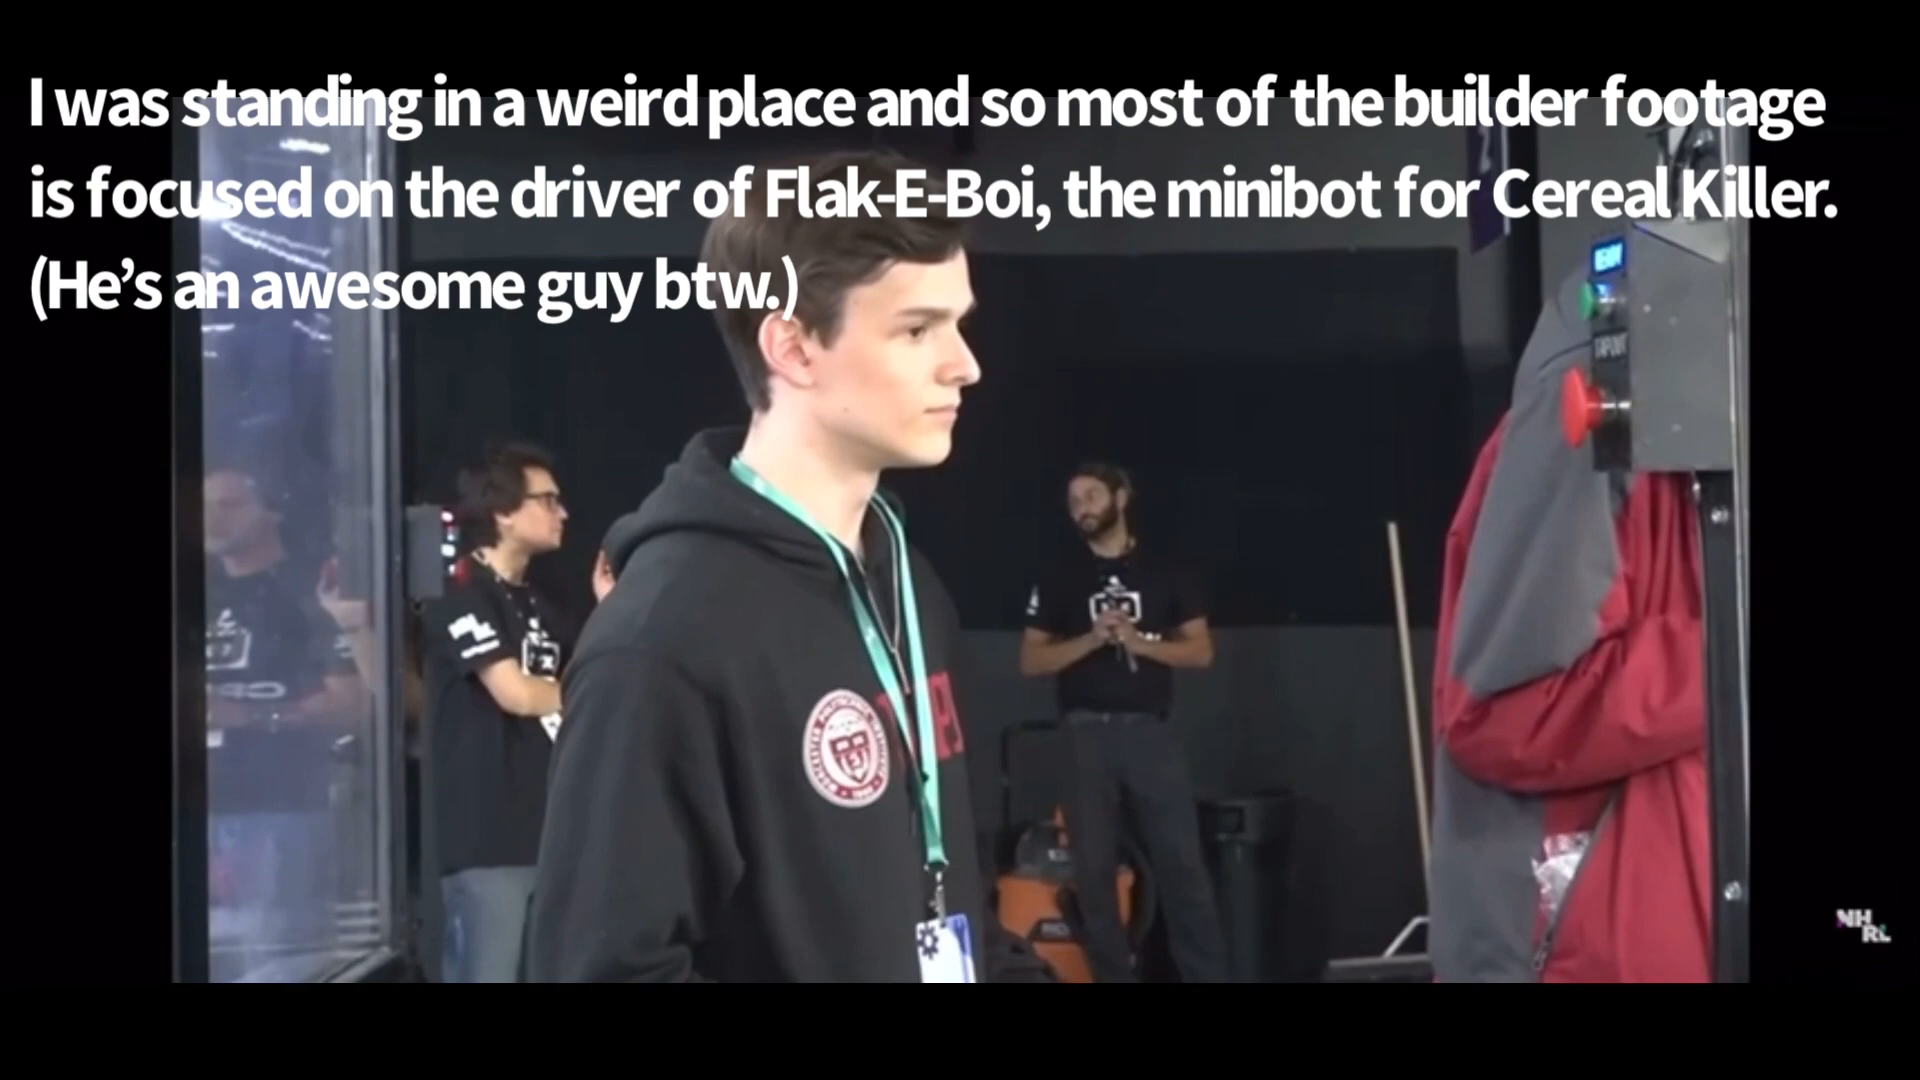 I was standing in a weird place and so most of the builder footage
is focused on the driver of Flak-E-Boi, the minibot for Cereal Killer.
(He’s an awesome guy btw.)
TAPOUT
NH
RL